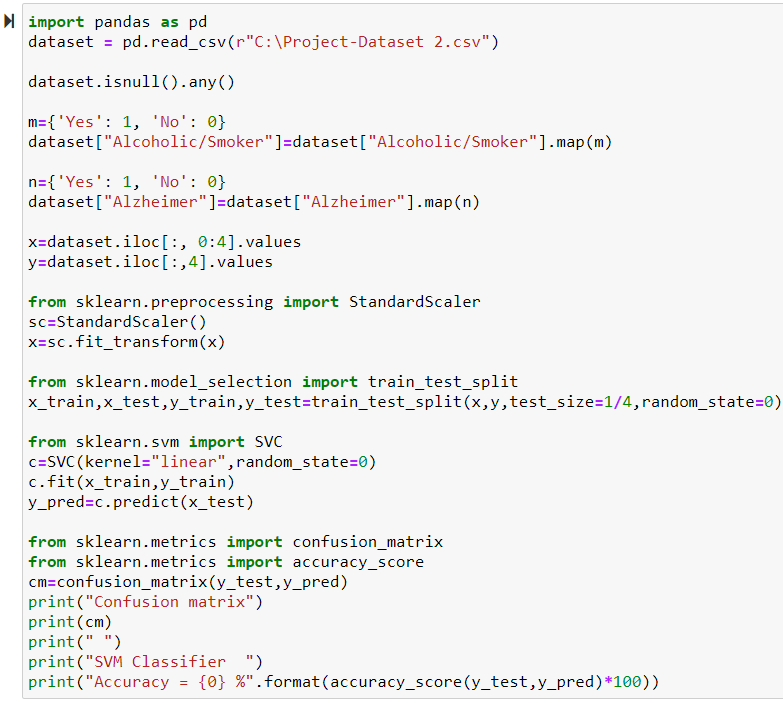 import pandas as pd
dataset = pd.read_csv(r"C:\Project-Dataset 2.csv")
dataset.isnull().any()
m={'Yes': 1, 'No': 0}
dataset["Alcoholic/Smoker"]=dataset["Alcoholic/Smoker"].map(m)
n={'Yes': 1, 'No': 0}
dataset["Alzheimer"]=dataset["Alzheimer"].map(n)
x=dataset.iloc[:, 0:4].values
y=dataset.iloc[:,4].values
from sklearn.preprocessing import StandardScaler
sc=StandardScaler()
x=sc.fit_transform(x)
from sklearn.model_selection import train_test_split
x_train,x_test,y_train,y_test=train_test_split(x,y,test_size=1/4,random_state=0)
from sklearn.svm import SVC
c=SVC(kernel="linear",random_state=0)
c.fit(x_train,y_train)
y_pred=c.predict(x_test)
from sklearn.metrics import confusion_matrix
from sklearn.metrics import accuracy_score
cm=confusion_matrix(y_test,y_pred)
print("Confusion matrix")
print(cm)
print(" ")
print("SVM Classifier  ")
print("Accuracy = {0} %".format(accuracy_score(y_test,y_pred)*100))